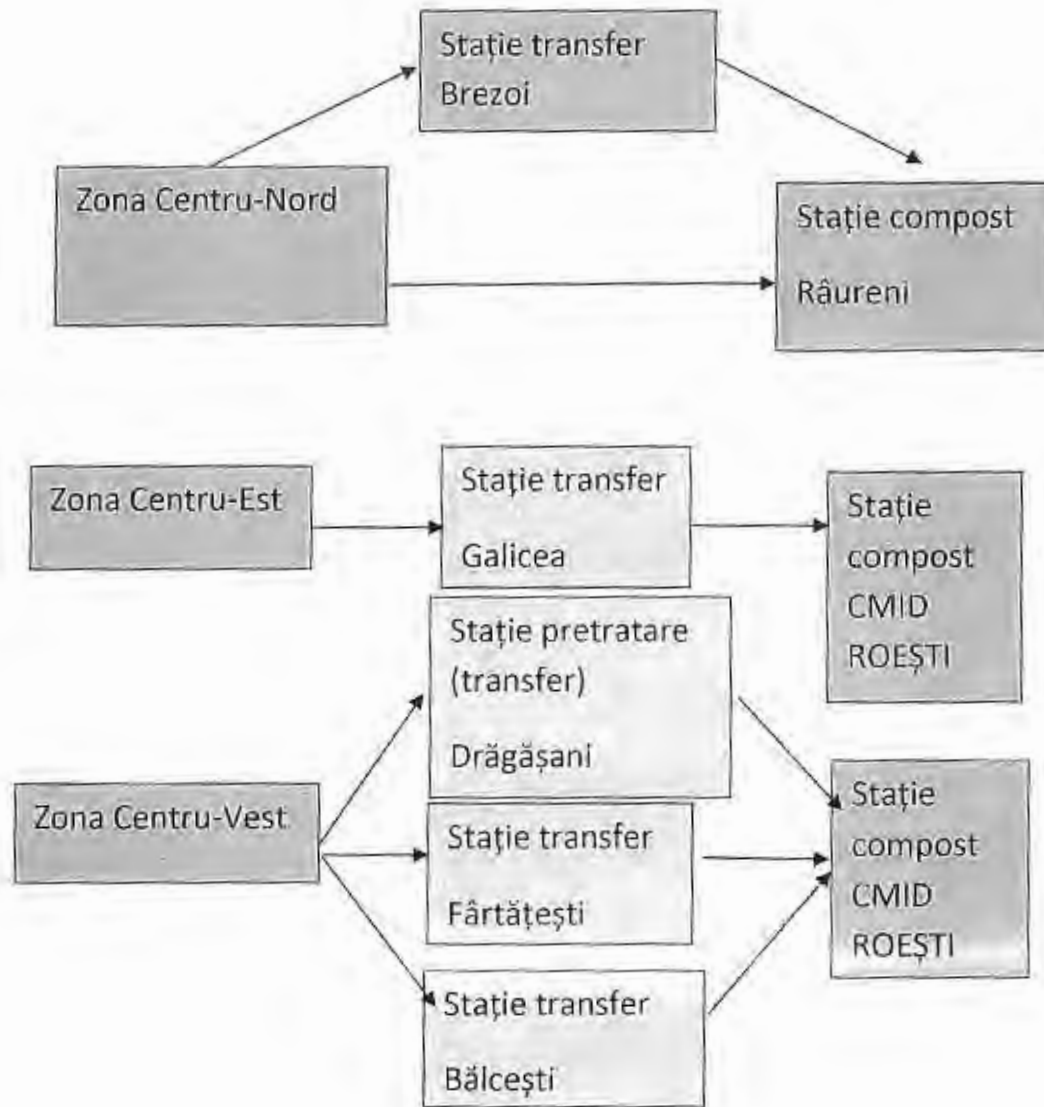 Stație transfer
Brezoi
Zona Centru-Nord
Stație compost
Râureni
Zona Centru-Est
Stație transfer
Galicea
Stație
compost
CMID
ROEȘTI
Stație pretratare
(transfer)
Drăgășani
Zona Centru-Vest
Stație transfer
Fârtățești
Stație transfer
Bălcești
Stație
compost
CMID
ROEȘTI